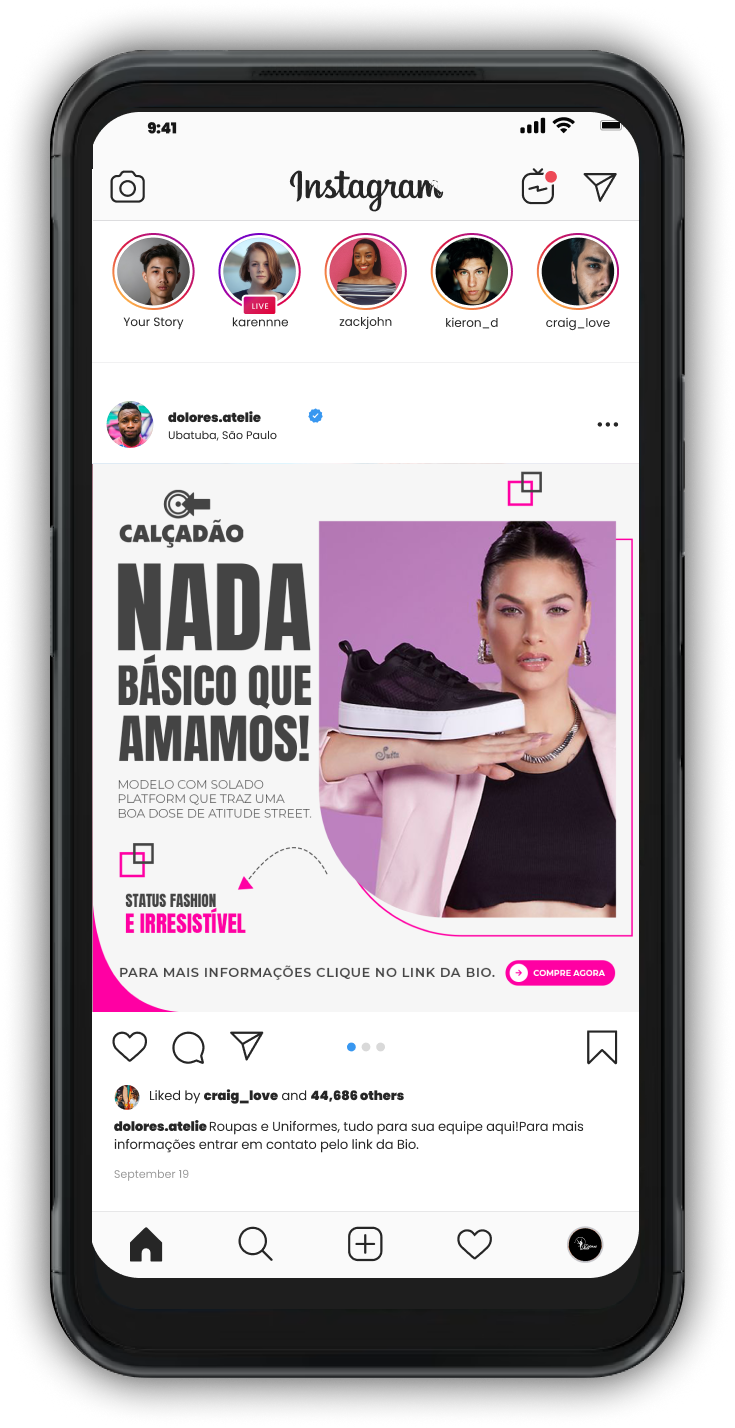 9:41
Instagram
LIVE
Your Story
karennne
zackjohn
kieron_d
craig_love
dolores.atelie
Ubatuba, São Paulo
CALÇADÃO
NADA
BÁSICO QUE
AMAMOS!
MODELO COM SOLADO
PLATFORM QUE TRAZ UMA
BOA DOSE DE ATITUDE STREET.
STATUS FASHION
E IRRESISTÍVEL
PARA MAIS INFORMAÇÕES CLIQUE NO LINK DA BIO.
COMPRE AGORA
Liked by craig_love and 44,686 others
dolores.atelie Roupas e Uniformes, tudo para sua equipe aqui!Para mais
informações entrar em contato pelo link da Bio.
September 19